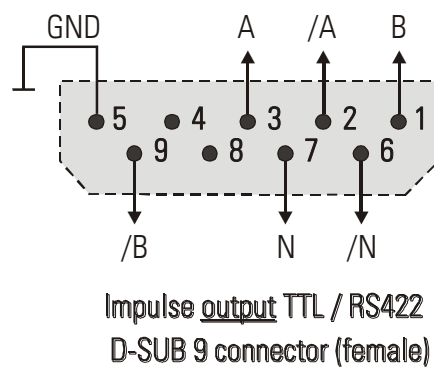 GND A /A B
5 4 3 2 1
9 8 7 6
/B N /N
Impulse output TTL / RS422
D-SUB 9 connector (female)